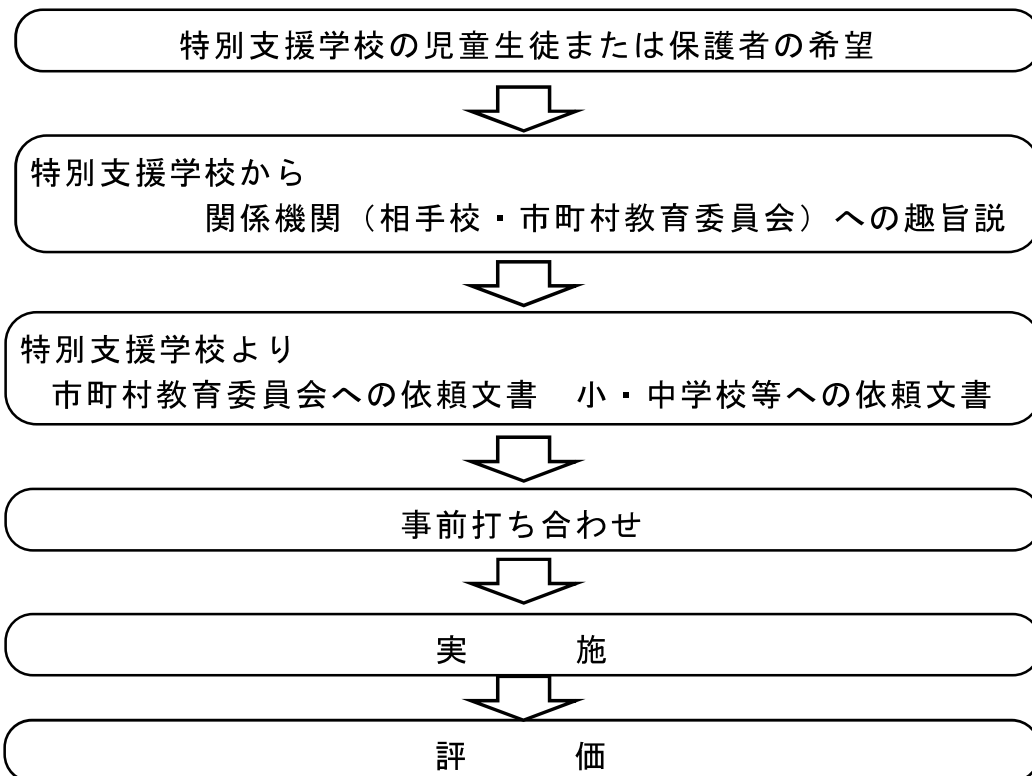 特別支援学校の児童生徒または保護者の希望
特別支援学校から
関係機関（相手校・市町村教育委員会）への趣旨説
特別支援学校より
市町村教育委員会への依頼文書　小・中学校等への依頼文書
事前打ち合わせ
実　　　施
評　　　価